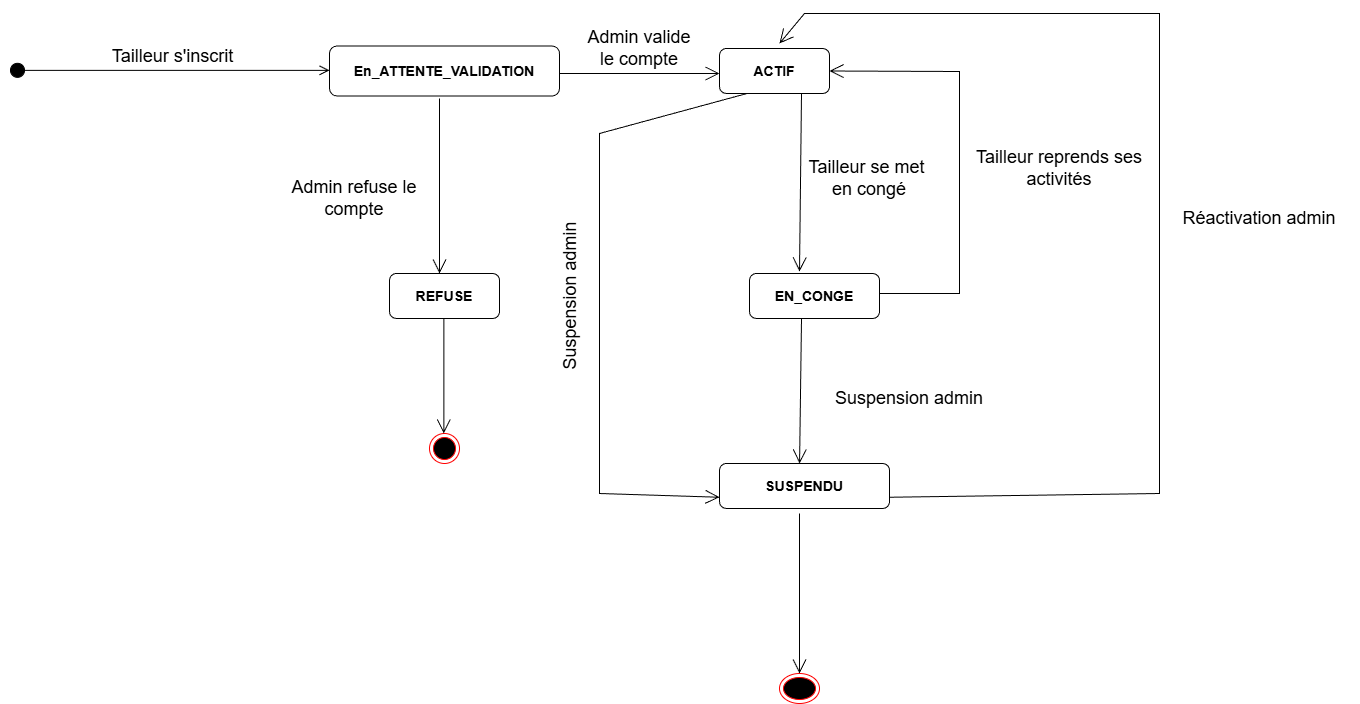 Tailleur s'inscrit
En_ATTENTE_VALIDATION
Admin valide
le compte
ACTIF
Admin refuse le
compte
Tailleur se met
en congé
Tailleur reprends ses
activités
Réactivation admin
Suspension admin
REFUSE
EN_CONGE
Suspension admin
SUSPENDU